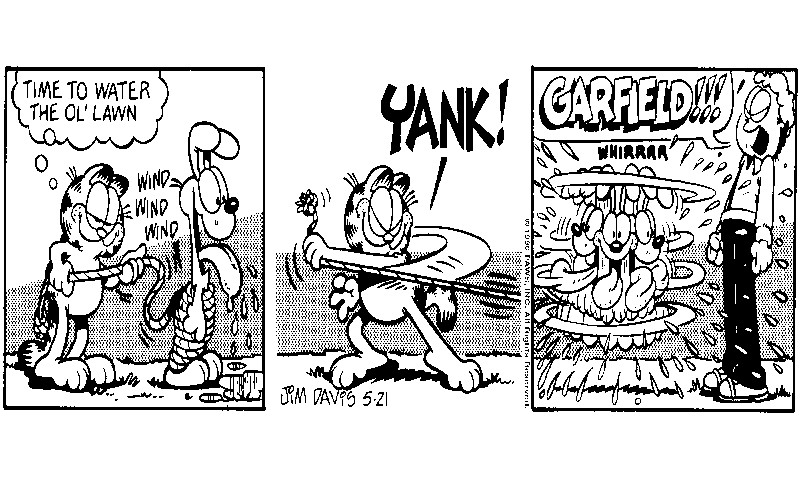 TIME TO WATER
THE OL' LAWN
WIND
WIND
WIND
YANK!
JIM DAVIS 5-21
GARFIELD!!!
WHIRRRR